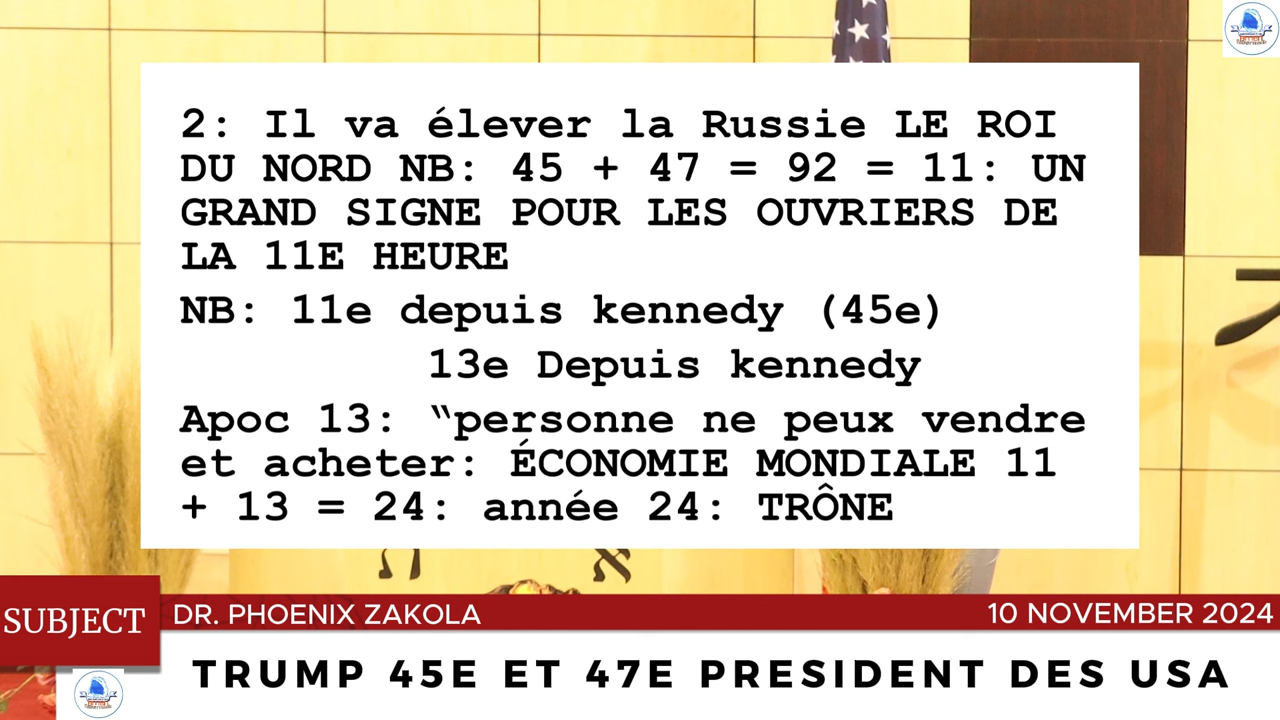 2: Il va élever la Russie LE ROI
DU NORD NB: 45 + 47 = 92 = 11: UN
GRAND SIGNE POUR LES OUVRIERS DE
LA 11E HEURE
NB: 11e depuis kennedy (45e)
13e Depuis kennedy
Apoc 13: “personne ne peux vendre
et acheter: ÉCONOMIE MONDIALE 11
+ 13 = 24: année 24: TRÔNE
ת א
SUBJECT
DR. PHOENIX ZAKOLA
10 NOVEMBER 2024
TRUMP 45E ET 47E PRESIDENT DES USA